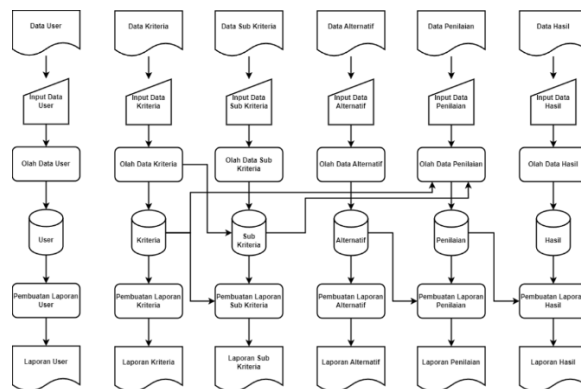 Data User
Data Kriteria
Data Sub Kriteria
Data Alternatif
Data Penilaian
Data Hasil
Input Data
User
Input Data
Kriteria
Input Data
Sub Kriteria
Input Data
Alternatif
Input Data
Penilaian
Input Data
Hasil
Olah Data User
Olah Data Kriteria
Olah Data Sub
Kriteria
Olah Data Alternatif
Olah Data Penilaian
Olah Data Hasil
User
Kriteria
Sub
Kriteria
Alternatif
Penilaian
Hasil
Pembuatan Laporan
User
Pembuatan Laporan
Kriteria
Pembuatan Laporan
Sub Kriteria
Pembuatan Laporan
Alternatif
Pembuatan Laporan
Penilaian
Pembuatan Laporan
Hasil
Laporan User
Laporan Kriteria
Laporan Sub
Kriteria
Laporan Alternatif
Laporan Penilaian
Laporan Hasil